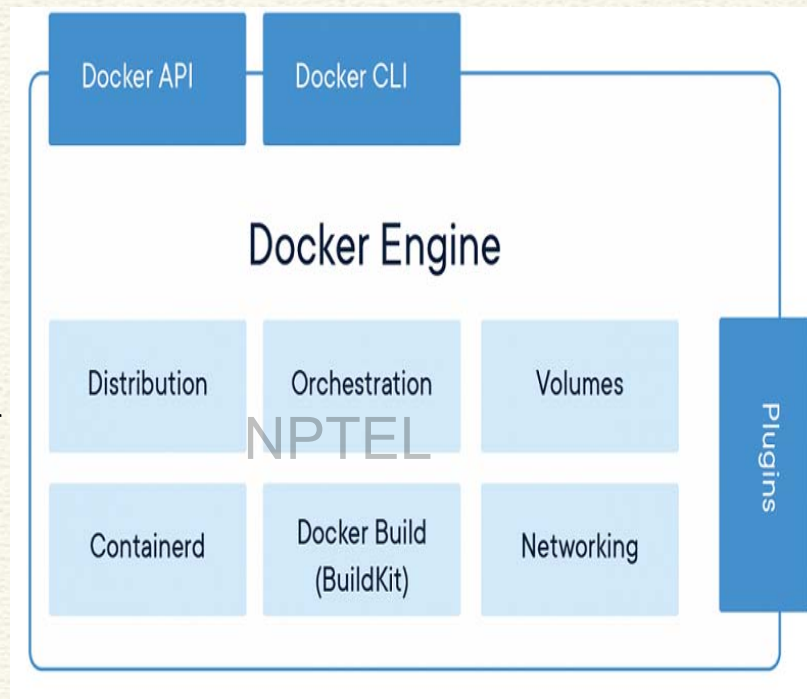 Docker API
Docker CLI
Docker Engine
Distribution
Orchestration
Volumes
NPTEL
Containerd
Docker Build
(BuildKit)
Networking
Plugins